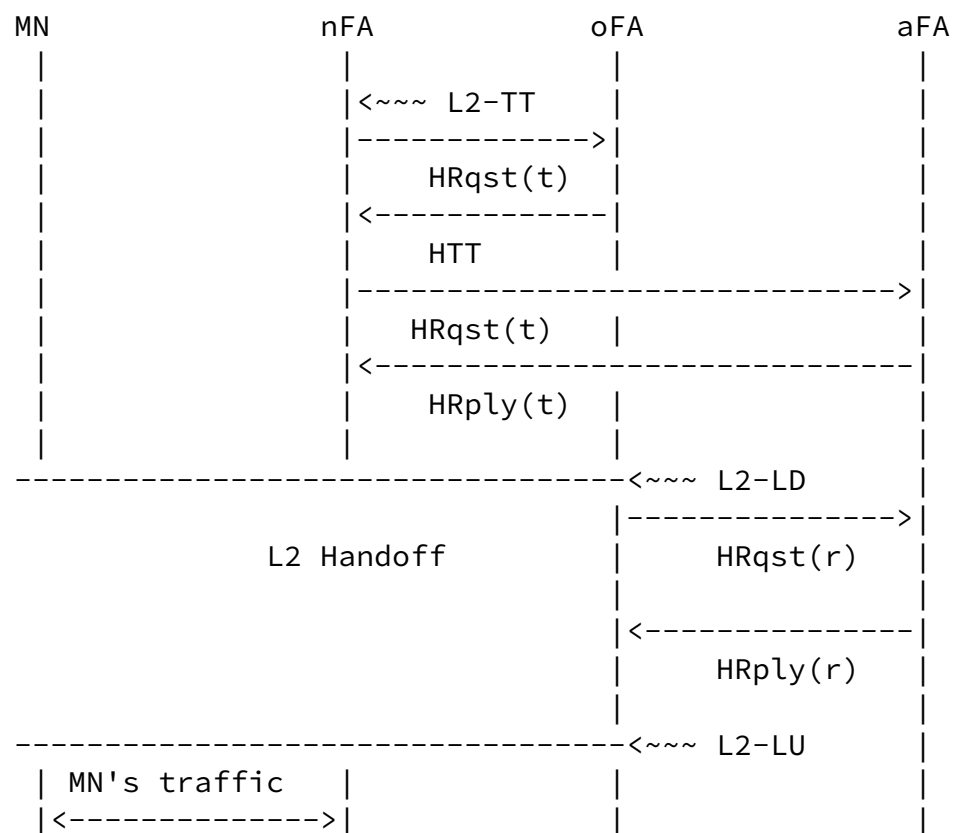 MN nFA oFA aFA
<~~~ L2-TT
HRqst(t)
HTT
HRqst(t)
HRply(t)
<~~~ L2-LD
L2 Handoff HRqst(r)
HRply(r)
<~~~ L2-LU
MN's traffic